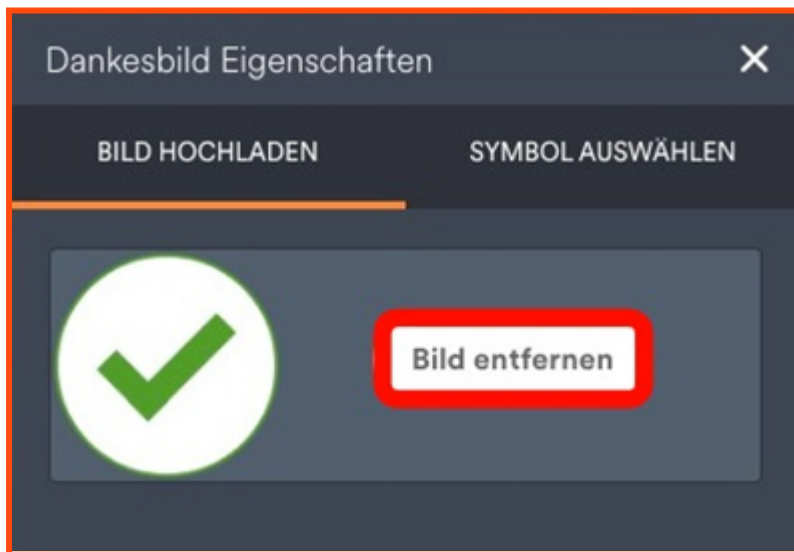 Dankesbild Eigenschaften
BILD HOCHLADEN
SYMBOL AUSWÄHLEN
Bild entfernen